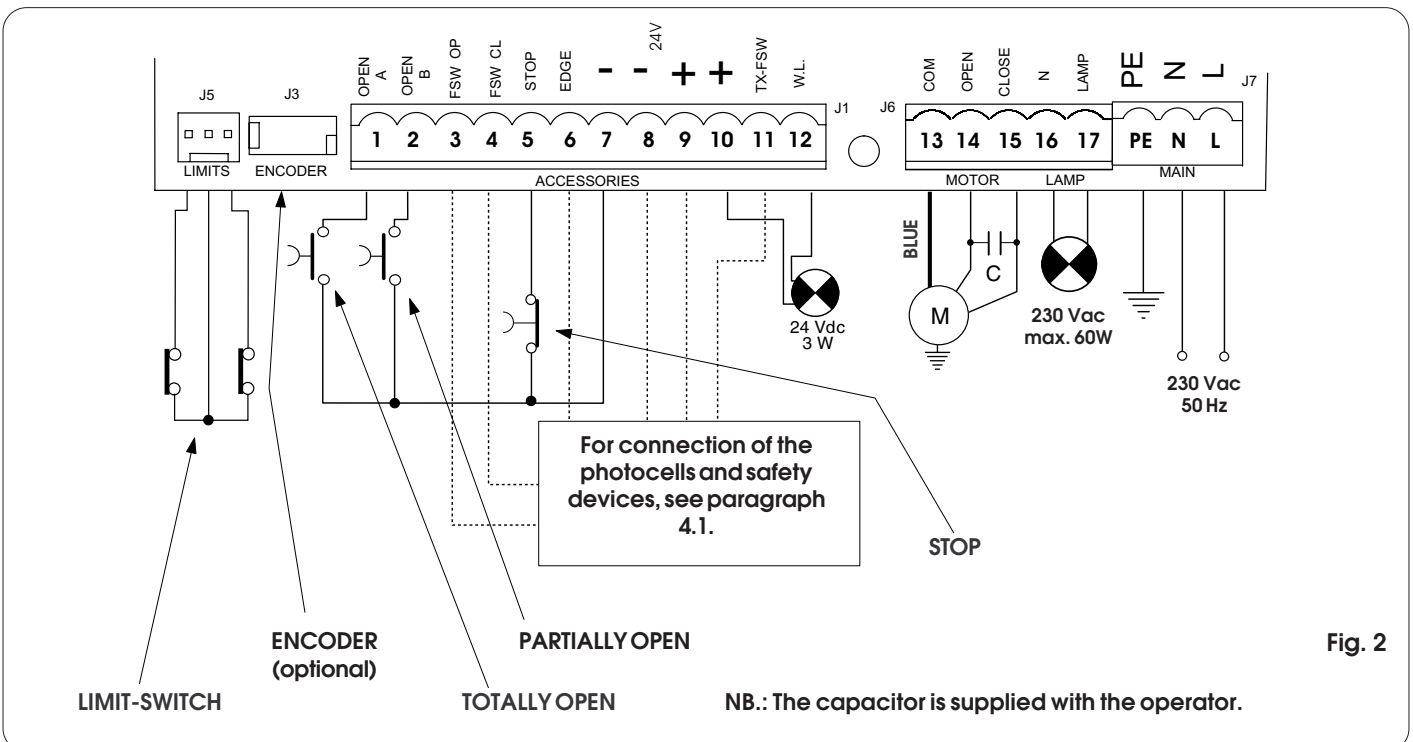 OPEN A
OPEN B
FSW OP
FSW CL
STOP
EDGE
-
-
24V
+
+
TX-FSW
W.L.
COM
OPEN
CLOSE
N
LAMP
PE
N
L
J5
J3
J1
J6
J7
1 2 3 4 5 6 7 8 9 10 11 12
13 14 15 16 17
PE N L
LIMITS
ENCODER
ACCESSORIES
MOTOR
LAMP
MAIN
BLUE
C
M
24 Vdc
3 W
230 Vac
max. 60W
230 Vac
50 Hz
For connection of the
photocells and safety
devices, see paragraph
4.1.
STOP
ENCODER
(optional)
PARTIALLY OPEN
Fig. 2
LIMIT-SWITCH
TOTALLY OPEN
NB.: The capacitor is supplied with the operator.